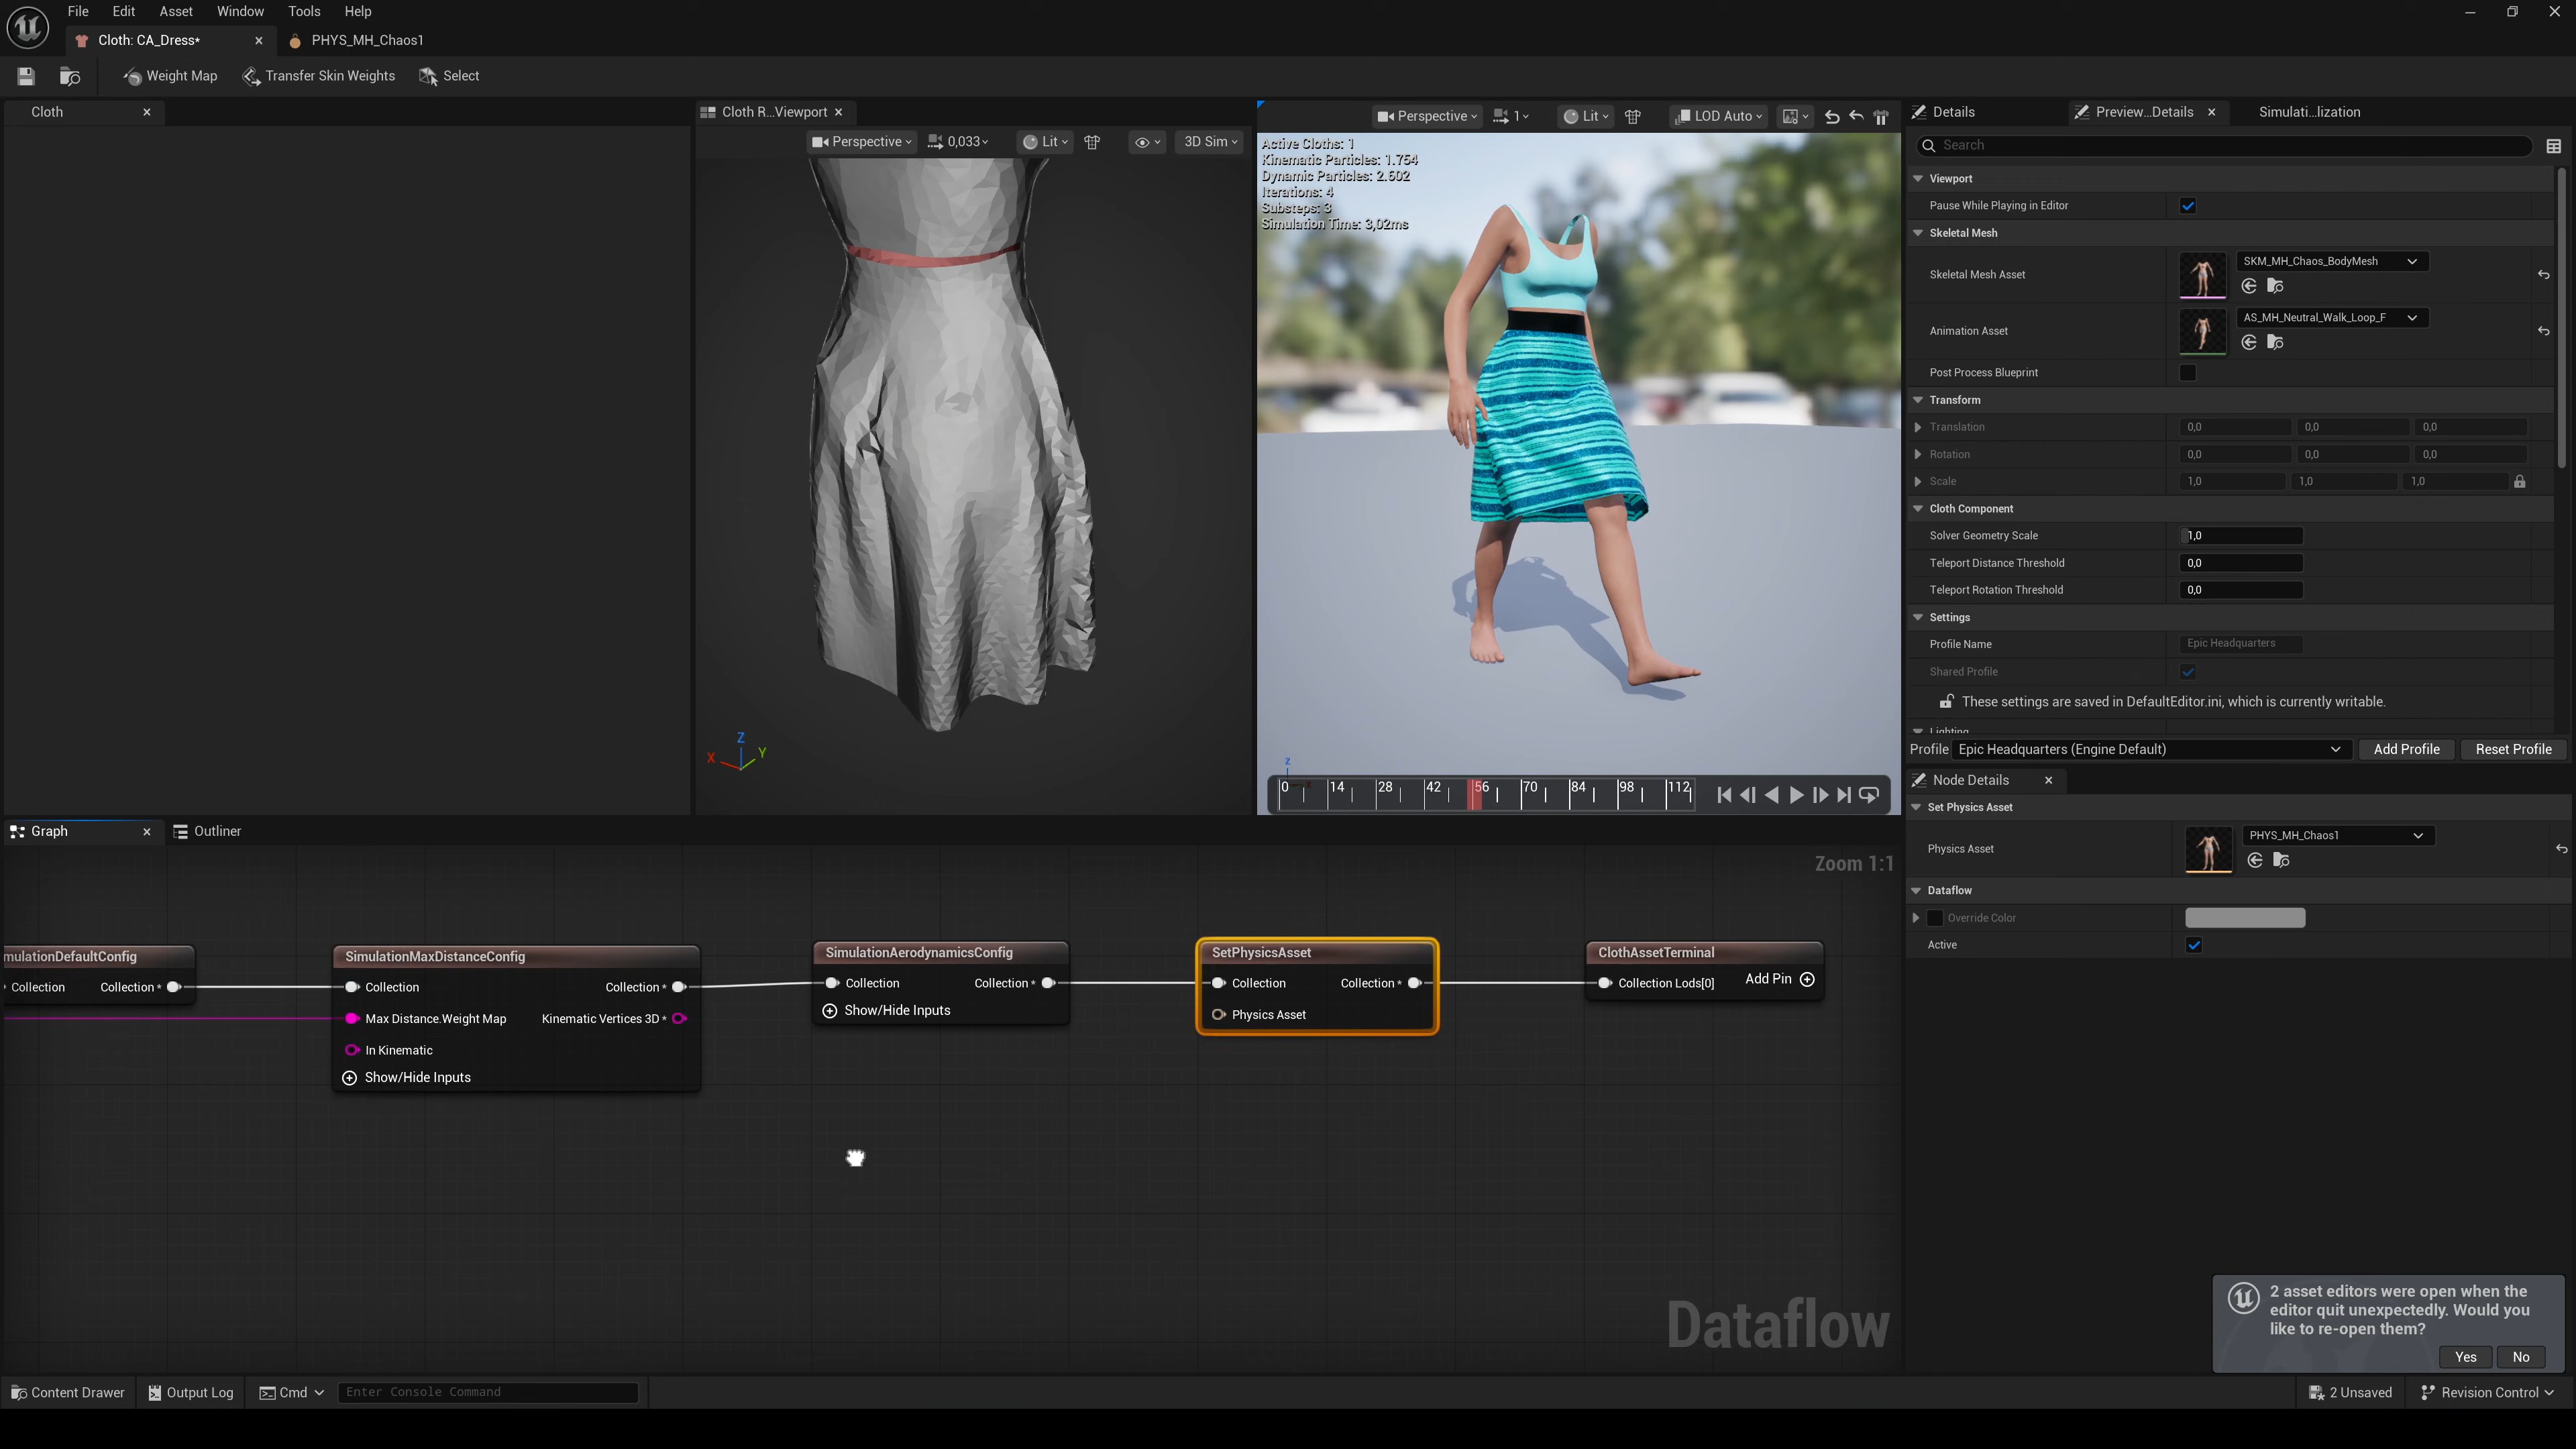 File Edit Asset Window Tools Help
Cloth: CA_Dress*
PHYS_MH_Chaos1
Weight Map
Transfer Skin Weights
Select
Cloth
Cloth R...Viewport
Perspective
0,033
Lit
3D Sim
Z
X
Y
Perspective
1
Lit
LOD Auto
Active Cloths: 1
Kinematic Particles: 1.754
Dynamic Particles: 2.602
Iterations: 4
Substeps: 3
Simulation Time: 3,02ms
z
0 14 28 42 56 70 84 98 112
Details
Preview...Details
Simulati...lization
Search
Viewport
Pause While Playing in Editor
Skeletal Mesh
Skeletal Mesh Asset
SKM_MH_Chaos_BodyMesh
Animation Asset
AS_MH_Neutral_Walk_Loop_F
Post Process Blueprint
Transform
Translation 0,0 0,0 0,0
Rotation 0,0 0,0 0,0
Scale 1,0 1,0 1,0
Cloth Component
Solver Geometry Scale 1,0
Teleport Distance Threshold 0,0
Teleport Rotation Threshold 0,0
Settings
Profile Name Epic Headquarters
Shared Profile
These settings are saved in DefaultEditor.ini, which is currently writable.
Lighting
Profile Epic Headquarters (Engine Default) Add Profile Reset Profile
Node Details
Set Physics Asset
Physics Asset
PHYS_MH_Chaos1
Dataflow
Override Color
Active
Graph
Outliner
Zoom 1:1
mulationDefaultConfig
Collection Collection *
SimulationMaxDistanceConfig
Collection Collection *
Max Distance.Weight Map Kinematic Vertices 3D *
In Kinematic
Show/Hide Inputs
SimulationAerodynamicsConfig
Collection Collection *
Show/Hide Inputs
SetPhysicsAsset
Collection Collection *
Physics Asset
ClothAssetTerminal
Collection Lods[0] Add Pin
Dataflow
2 asset editors were open when the
editor quit unexpectedly. Would you
like to re-open them?
Yes No
Content Drawer
Output Log
Cmd
Enter Console Command
2 Unsaved
Revision Control